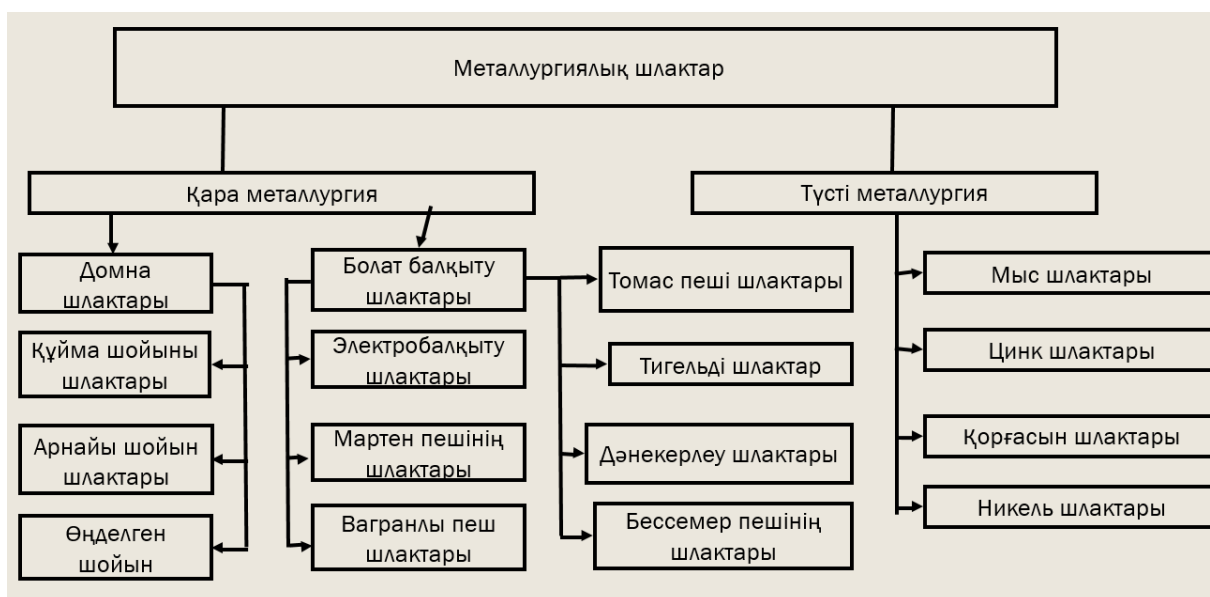 Металлургиялық шлактар
Қара металлургия
Түсті металлургия
Домна
шлактары
Құйма шойыны
шлактары
Арнайы шойын
шлактары
Өңделген
шойын
Болат балқыту
шлактары
Электробалқыту
шлактары
Мартен пешінің
шлактары
Вагранлы пеш
шлактары
Томас пеші шлактары
Тигельді шлактар
Дәнекерлеу шлактары
Бессемер пешінің
шлактары
Мыс шлактары
Цинк шлактары
Қорғасын шлактары
Никель шлактары